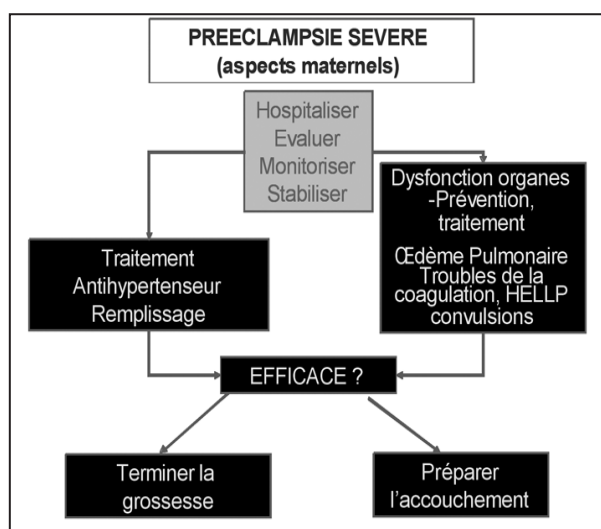 PREECLAMPSIE SEVERE
(aspects maternels)
Hospitaliser
Evaluer
Monitoriser
Stabiliser
Traitement
Antihypertenseur
Remplissage
Dysfonction organes
-Prévention,
traitement
Œdème Pulmonaire
Troubles de la
coagulation, HELLP
convulsions
EFFICACE ?
Terminer la
grossesse
Préparer
l’accouchement